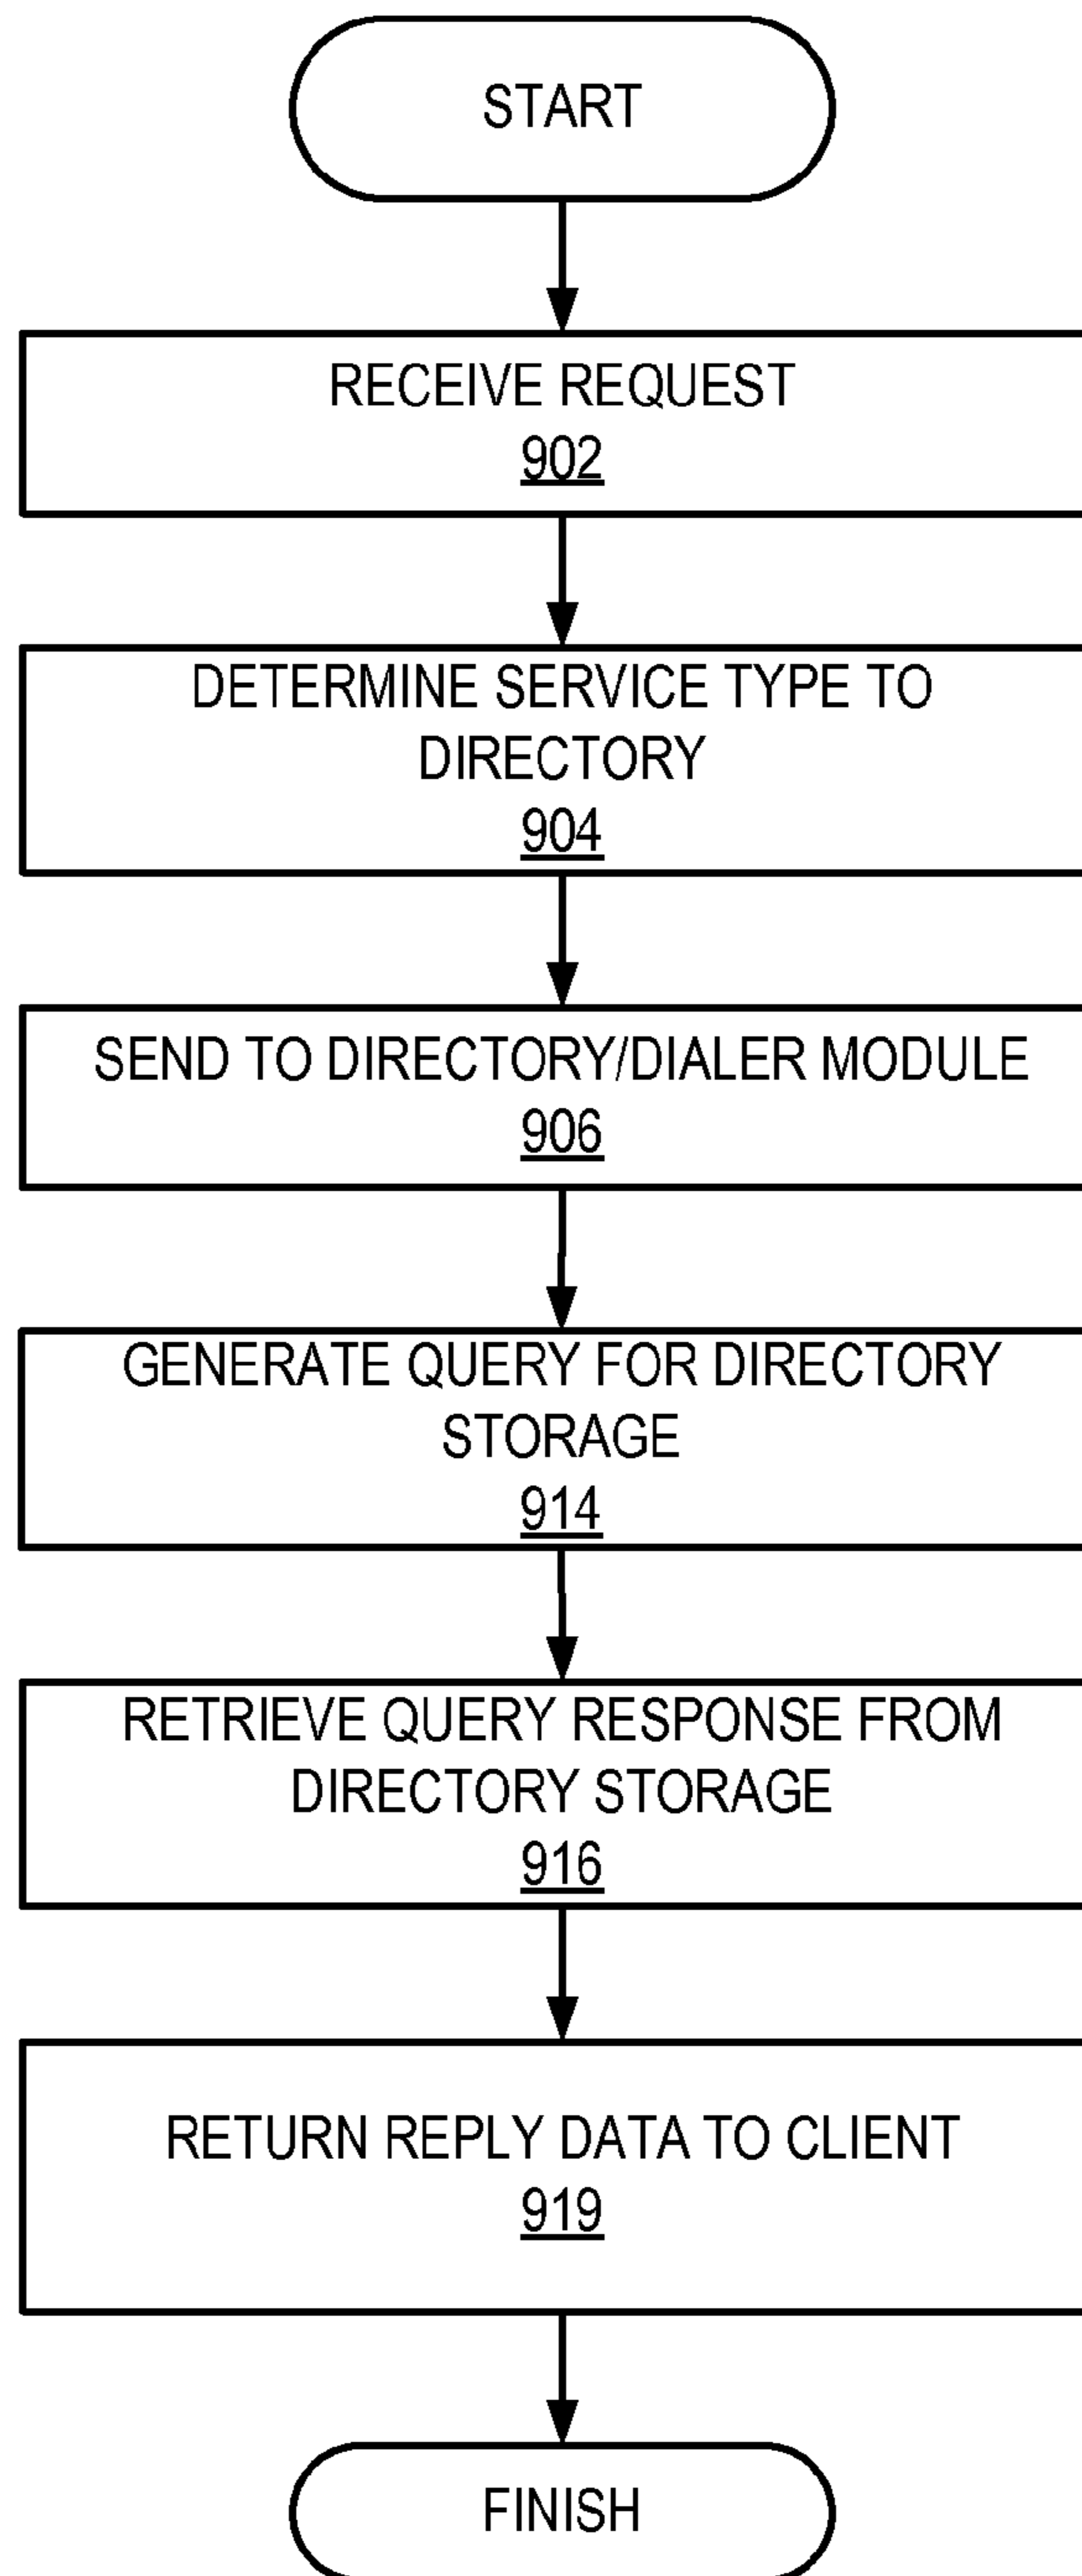 START
RECEIVE REQUEST
902
DETERMINE SERVICE TYPE TO
DIRECTORY
904
SEND TO DIRECTORY/DIALER MODULE
906
GENERATE QUERY FOR DIRECTORY
STORAGE
914
RETRIEVE QUERY RESPONSE FROM
DIRECTORY STORAGE
916
RETURN REPLY DATA TO CLIENT
919
FINISH